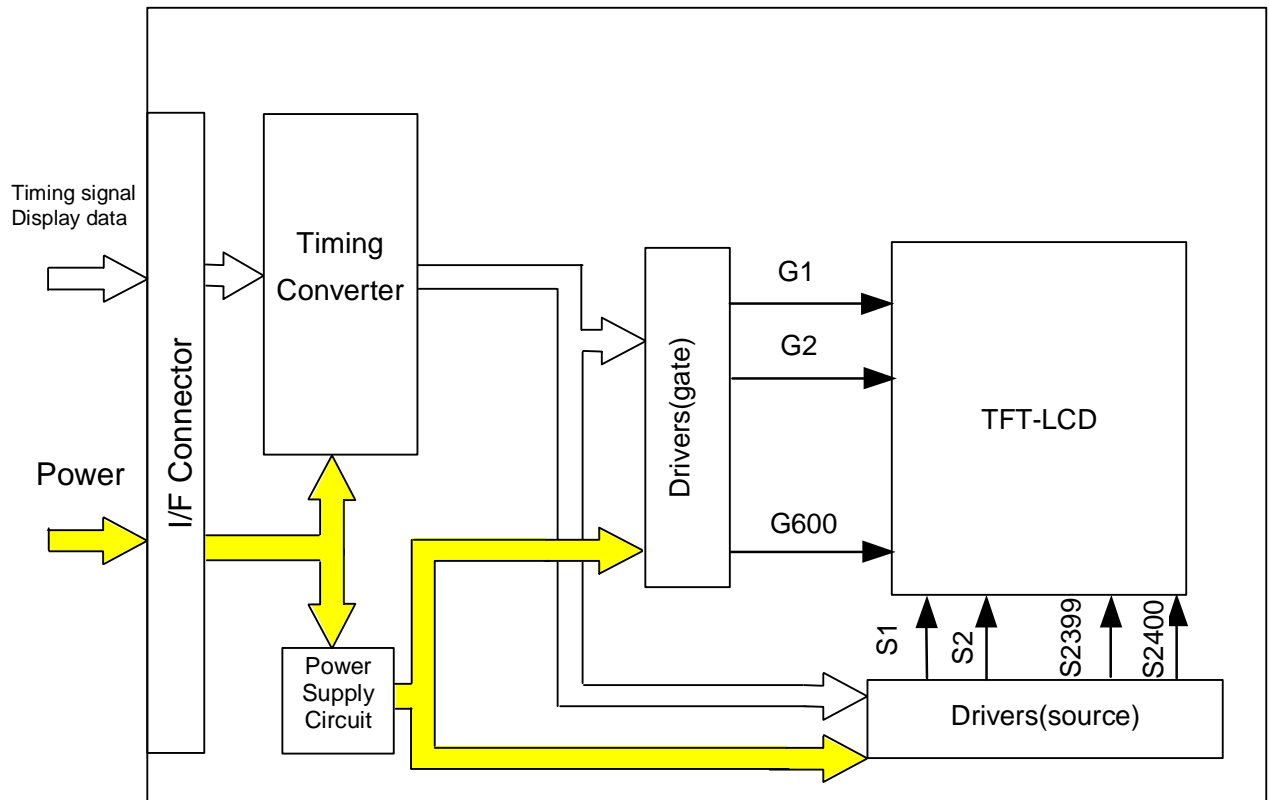 Timing signal
Display data
Power
I/F Connector
Timing
Converter
Power
Supply
Circuit
Drivers(gate)
G1
G2
G600
TFT-LCD
S1
S2
S2399
S2400
Drivers(source)